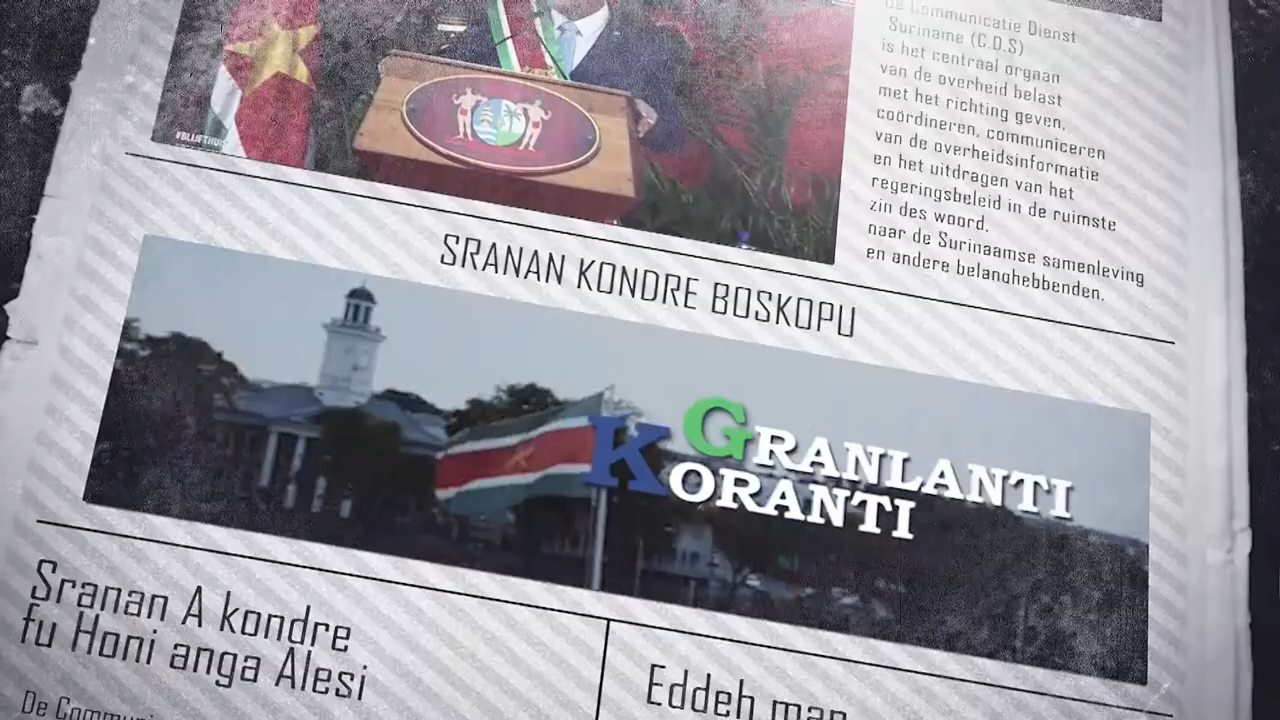 De Communicatie Dienst
Suriname (C.D.S)
is het centraal orgaan
van de overheid belast
met het richting geven,
coördineren, communiceren
van de overheidsinformatie
en het uitdragen van het
regeringsbeleid in de ruimste
zin des woord.
naar de Surinaamse samenleving
en andere belanghebbenden.
SRANAN KONDRE BOSKOPU
GRANLANTI
KORANTI
Sranan A kondre
fu Honi anga Alesi
Eddeh man
De